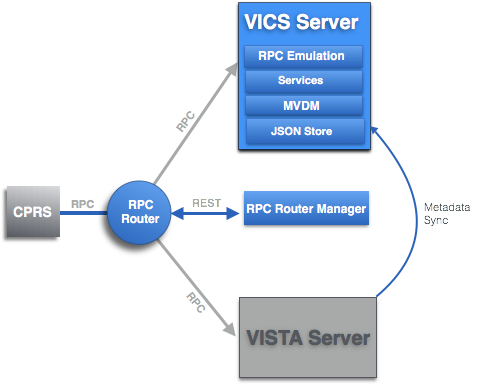 VICS Server
RPC Emulation
Services
MVDM
JSON Store
RPC
CPRS
RPC
RPC
Router
REST
RPC Router Manager
Metadata
Sync
RPC
VISTA Server